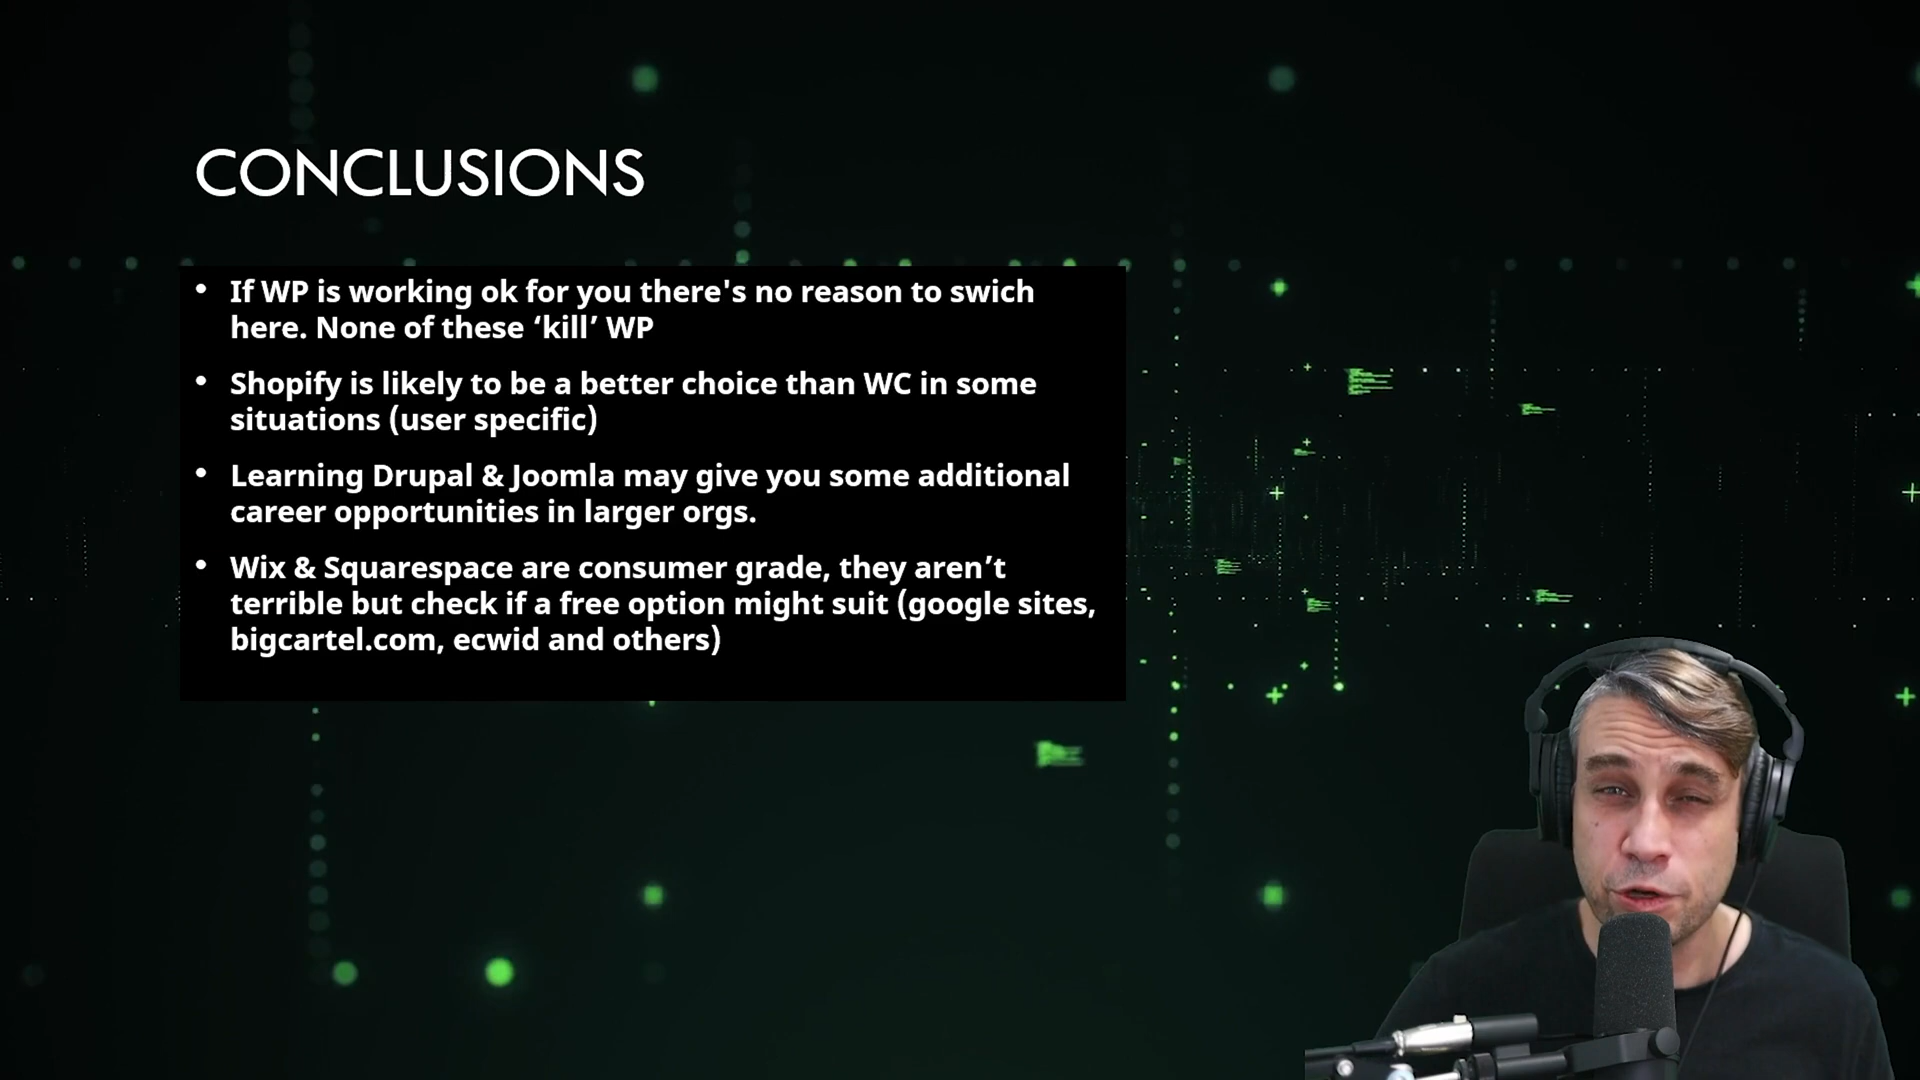 CONCLUSIONS
• If WP is working ok for you there's no reason to swich
here. None of these ‘kill’ WP
• Shopify is likely to be a better choice than WC in some
situations (user specific)
• Learning Drupal & Joomla may give you some additional
career opportunities in larger orgs.
• Wix & Squarespace are consumer grade, they aren’t
terrible but check if a free option might suit (google sites,
bigcartel.com, ecwid and others)